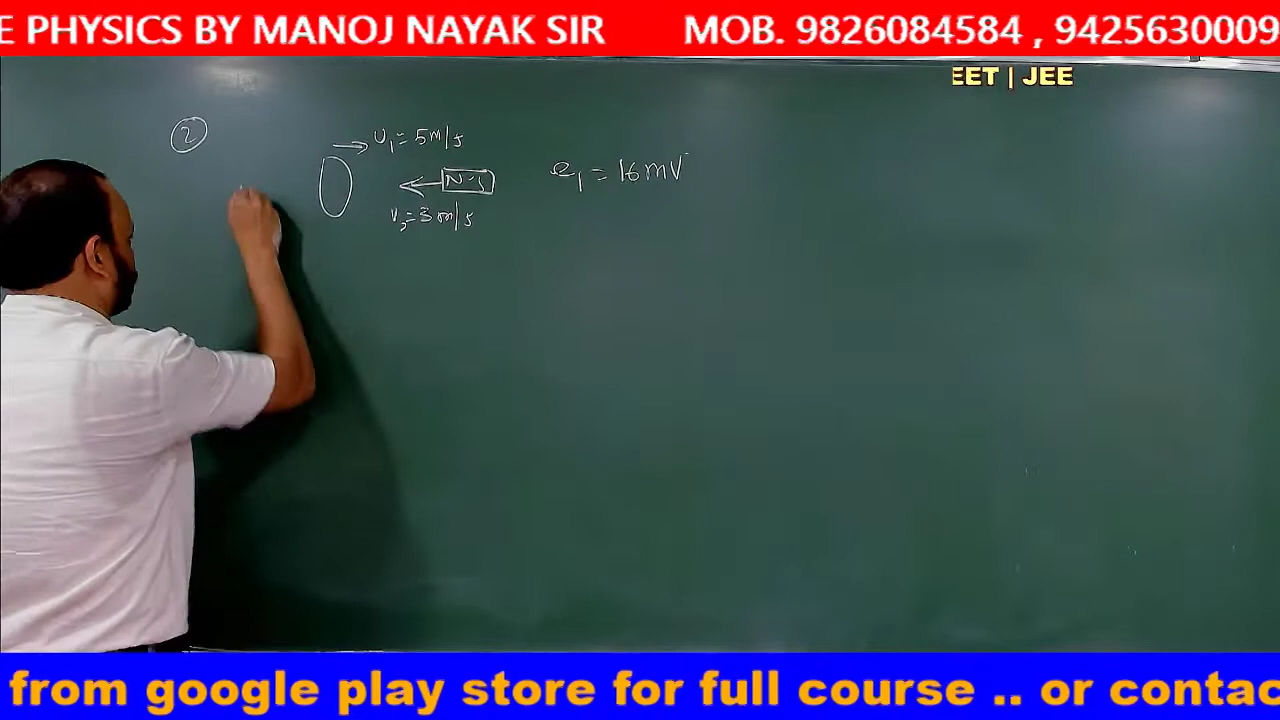 E PHYSICS BY MANOJ NAYAK SIR MOB. 9826084584 , 9425630009
EET | JEE
2
v₁ = 5m/s
N-S
v₂ = 3 m/s
e₁ = 16mV
from google play store for full course .. or contac